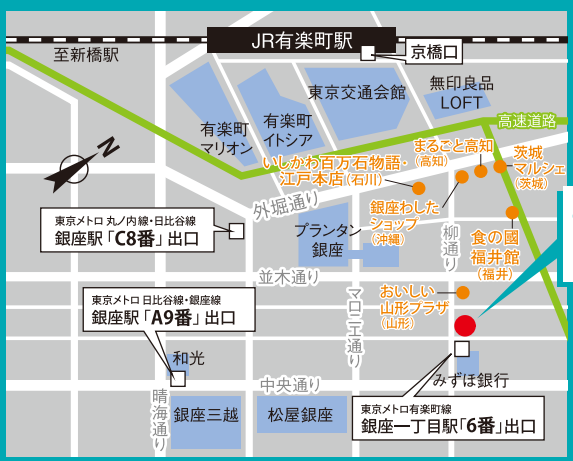 JR有楽町駅
至新橋駅
京橋口
無印良品
LOFT
東京交通会館
有楽町
マリオン
有楽町
イトシア
高速道路
まるごと高知
(高知)
茨城
マルシェ
(茨城)
いしかわ百万石物語・
江戸本店(石川)
N
外堀通り
銀座わした
ショップ
(沖縄)
食の國
福井館
(福井)
柳通り
プランタン
銀座
東京メトロ 丸ノ内線・日比谷線
銀座駅「C8番」出口
並木通り
東京メトロ 日比谷線・銀座線
銀座駅「A9番」出口
マロニエ通り
おいしい
山形プラザ
(山形)
和光
中央通り
みずほ銀行
晴海通り
銀座三越
松屋銀座
東京メトロ有楽町線
銀座一丁目駅「6番」出口